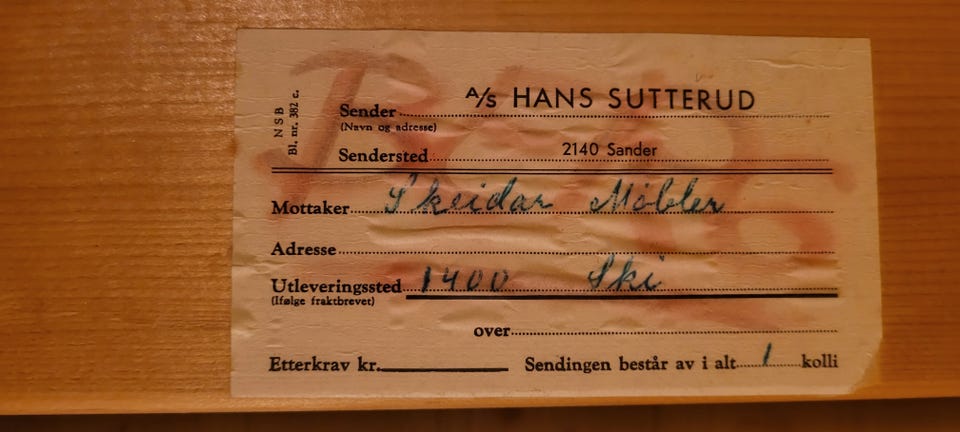 NSB
Bl. nr. 382 c.
Sender A/S HANS SUTTERUD
(Navn og adresse)
Sendersted 2140 Sander
Mottaker Skeidar Møbler
Adresse
Utleveringssted 1400 Ski
(Ifølge fraktbrevet)
over
Etterkrav kr. Sendingen består av i alt 1 kolli